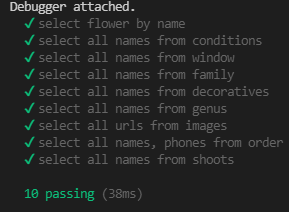 Debugger attached.
✓ select flower by name
✓ select all names from conditions
✓ select all names from window
✓ select all names from family
✓ select all names from decoratives
✓ select all names from genus
✓ select all urls from images
✓ select all names, phones from order
✓ select all names from shoots
10 passing (38ms)